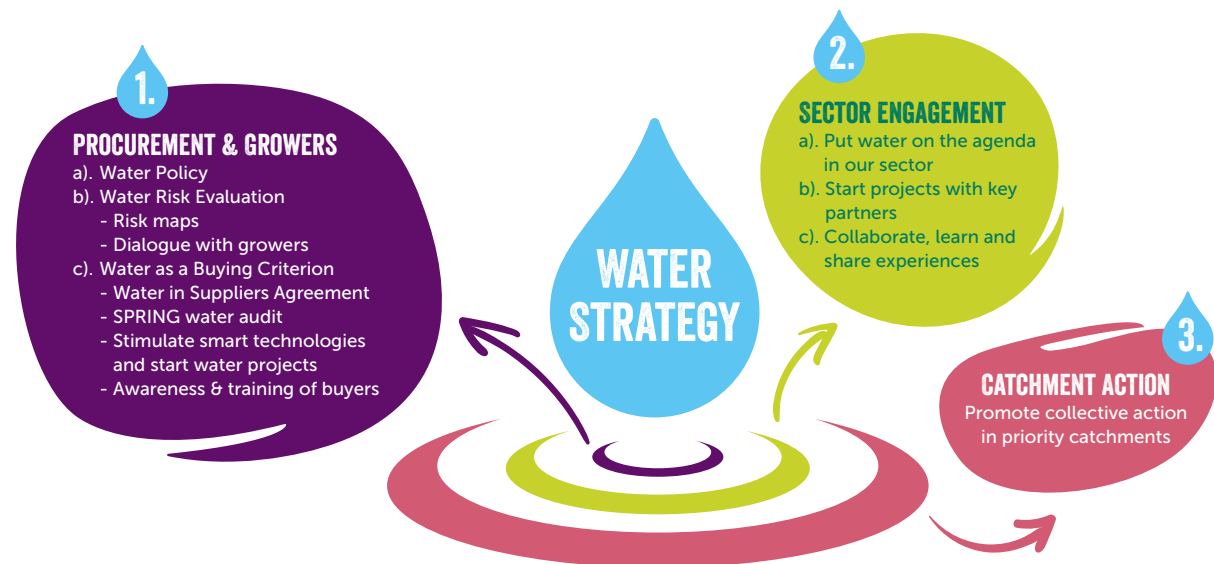 1.
PROCUREMENT & GROWERS
a). Water Policy
b). Water Risk Evaluation
- Risk maps
- Dialogue with growers
c). Water as a Buying Criterion
- Water in Suppliers Agreement
- SPRING water audit
- Stimulate smart technologies
and start water projects
- Awareness & training of buyers
WATER
STRATEGY
2.
SECTOR ENGAGEMENT
a). Put water on the agenda
in our sector
b). Start projects with key
partners
c). Collaborate, learn and
share experiences
3.
CATCHMENT ACTION
Promote collective action
in priority catchments